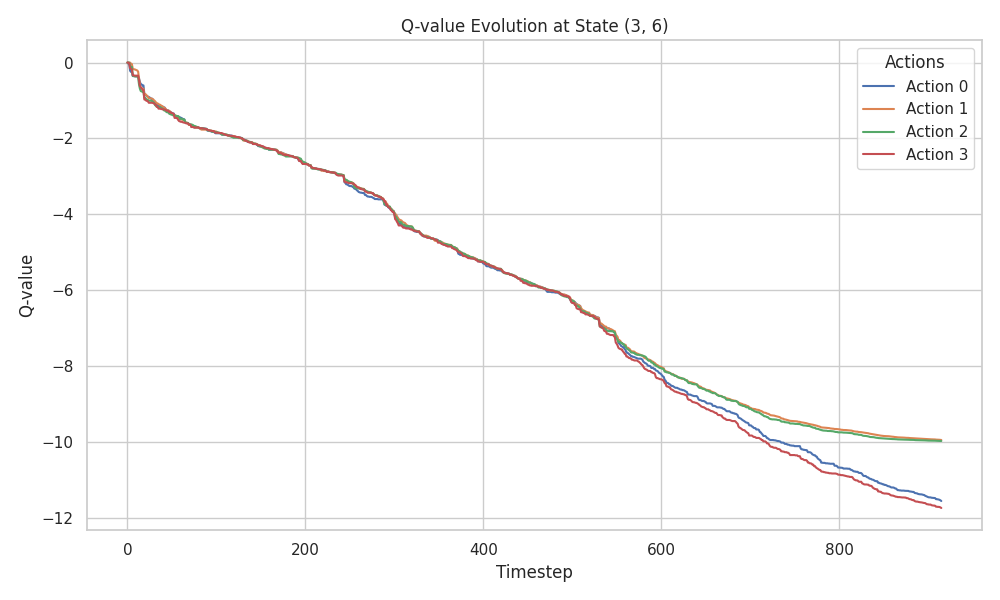 Q-value Evolution at State (3, 6)
Actions
Action 0
Action 1
Action 2
Action 3
Q-value
0
−2
−4
−6
−8
−10
−12
0 200 400 600 800
Timestep